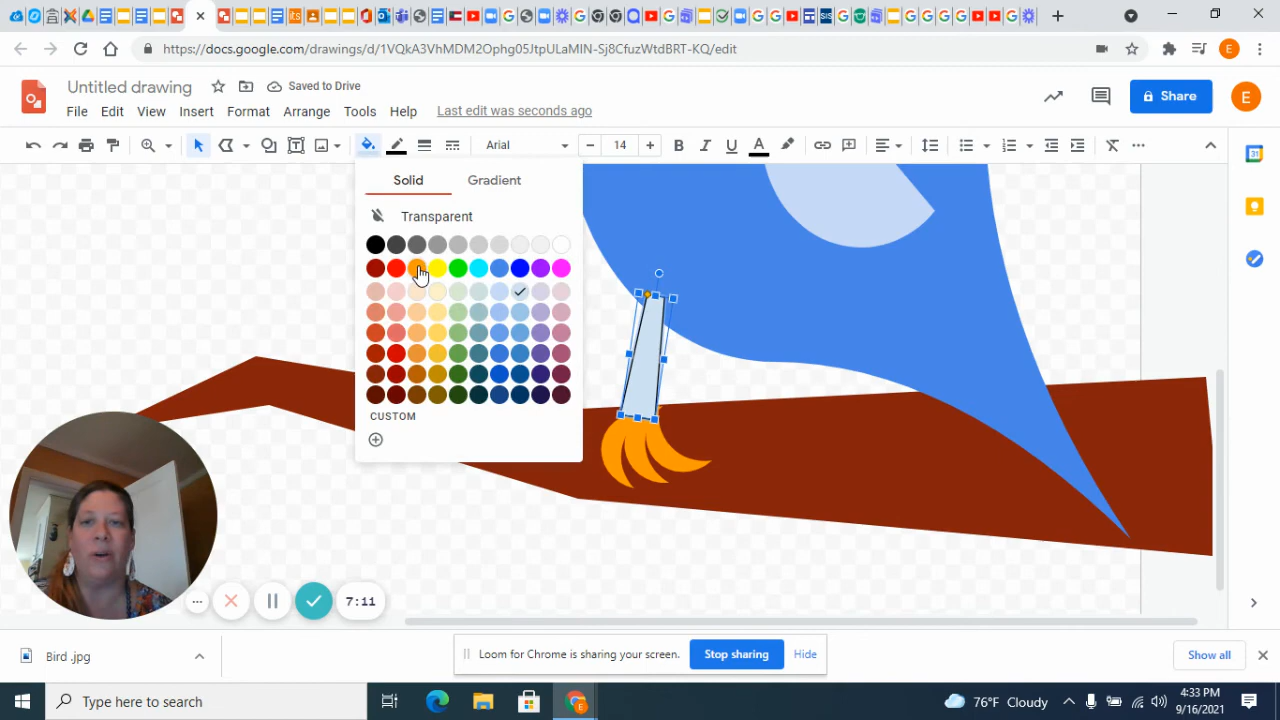 https://docs.google.com/drawings/d/1VQkA3VhMDM2Ophg05JtpULaMIN-Sj8CfuzWtdBRT-KQ/edit
E
Untitled drawing
Saved to Drive
File Edit View Insert Format Arrange Tools Help
Last edit was seconds ago
Share
E
Arial
14
B I U A
Solid
Gradient
Transparent
CUSTOM
7:11
Bird .jpg
Loom for Chrome is sharing your screen.
Stop sharing
Hide
Show all
Type here to search
76°F Cloudy
4:33 PM
9/16/2021